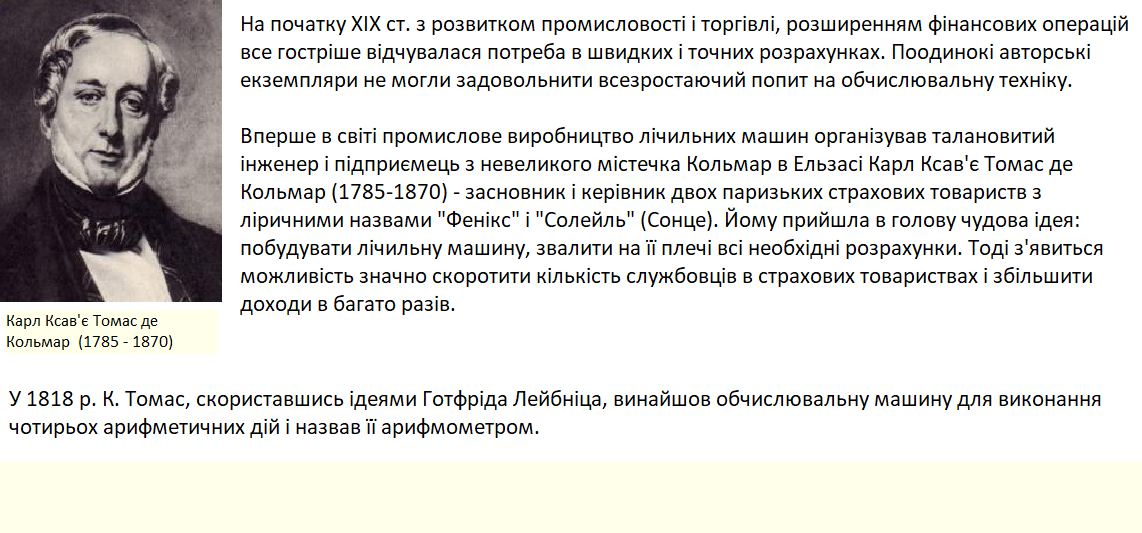 На початку XIX ст. з розвитком промисловості і торгівлі, розширенням фінансових операцій
все гостріше відчувалася потреба в швидких і точних розрахунках. Поодинокі авторські
екземпляри не могли задовольнити всезростаючий попит на обчислювальну техніку.
Вперше в світі промислове виробництво лічильних машин організував талановитий
інженер і підприємець з невеликого містечка Кольмар в Ельзасі Карл Ксав'є Томас де
Кольмар (1785-1870) - засновник і керівник двох паризьких страхових товариств з
ліричними назвами "Фенікс" і "Солейль" (Сонце). Йому прийшла в голову чудова ідея:
побудувати лічильну машину, звалити на її плечі всі необхідні розрахунки. Тоді з'явиться
можливість значно скоротити кількість службовців в страхових товариствах і збільшити
доходи в багато разів.
Карл Ксав'є Томас де
Кольмар (1785 - 1870)
У 1818 р. К. Томас, скориставшись ідеями Готфріда Лейбніца, винайшов обчислювальну машину для виконання
чотирьох арифметичних дій і назвав її арифмометром.